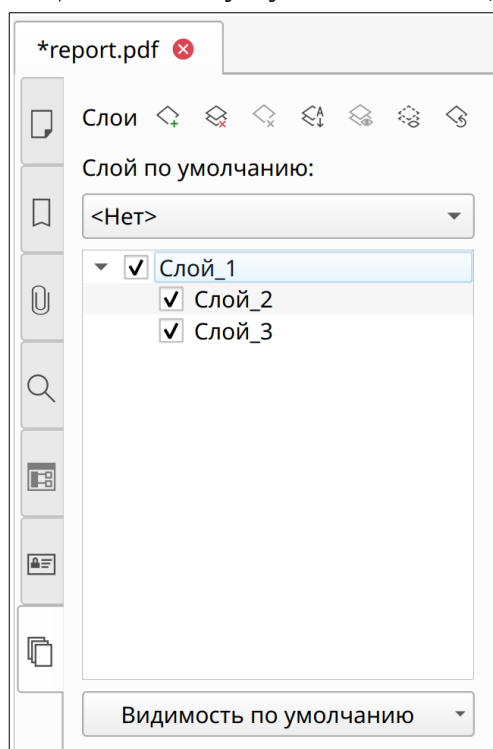 *report.pdf
Слои
Слой по умолчанию:
<Нет>
Слой_1
Слой_2
Слой_3
Видимость по умолчанию